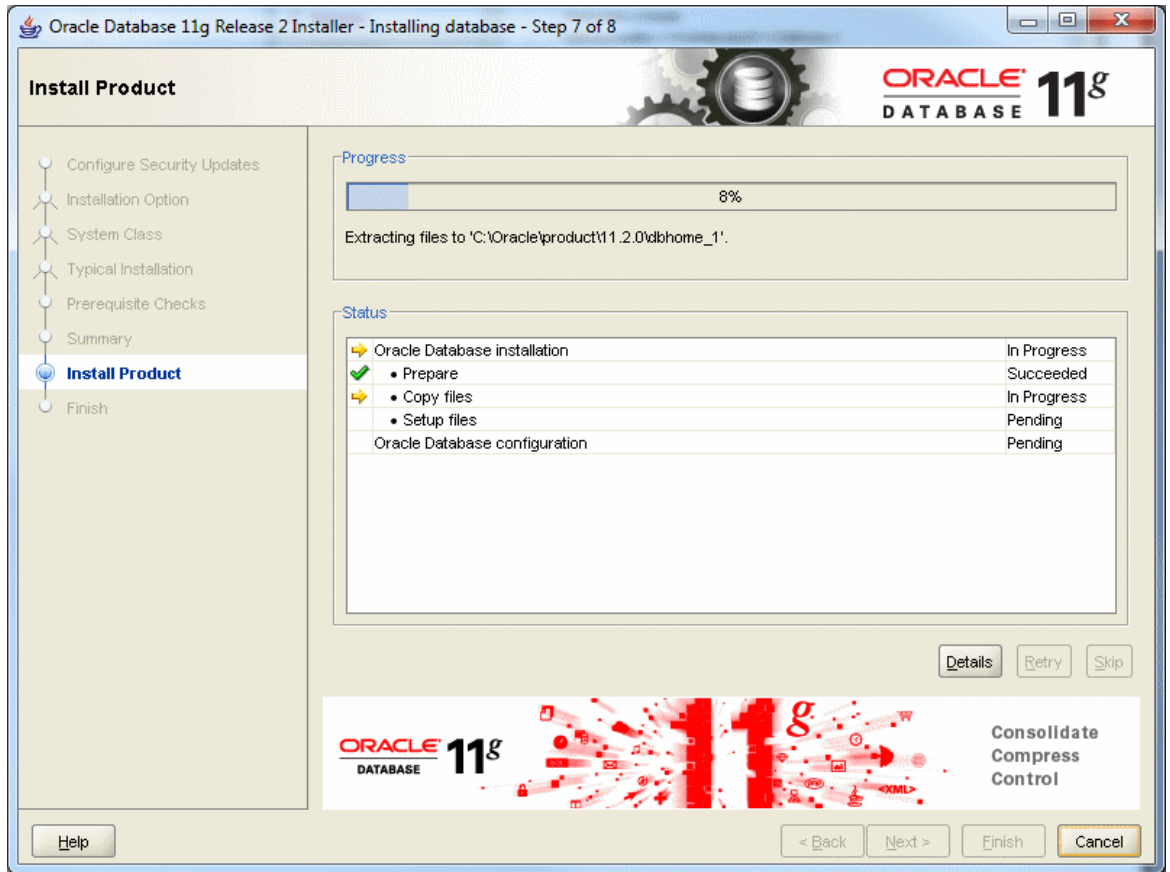 Oracle Database 11g Release 2 Installer - Installing database - Step 7 of 8
Install Product
ORACLE DATABASE 11g
Configure Security Updates
Installation Option
System Class
Typical Installation
Prerequisite Checks
Summary
Install Product
Finish
Progress
8%
Extracting files to 'C:\Oracle\product\11.2.0\dbhome_1'.
Status
Oracle Database installation In Progress
• Prepare Succeeded
• Copy files In Progress
• Setup files Pending
Oracle Database configuration Pending
Details Retry Skip
ORACLE DATABASE 11g
11g
<XML>
Consolidate
Compress
Control
Help < Back Next > Finish Cancel